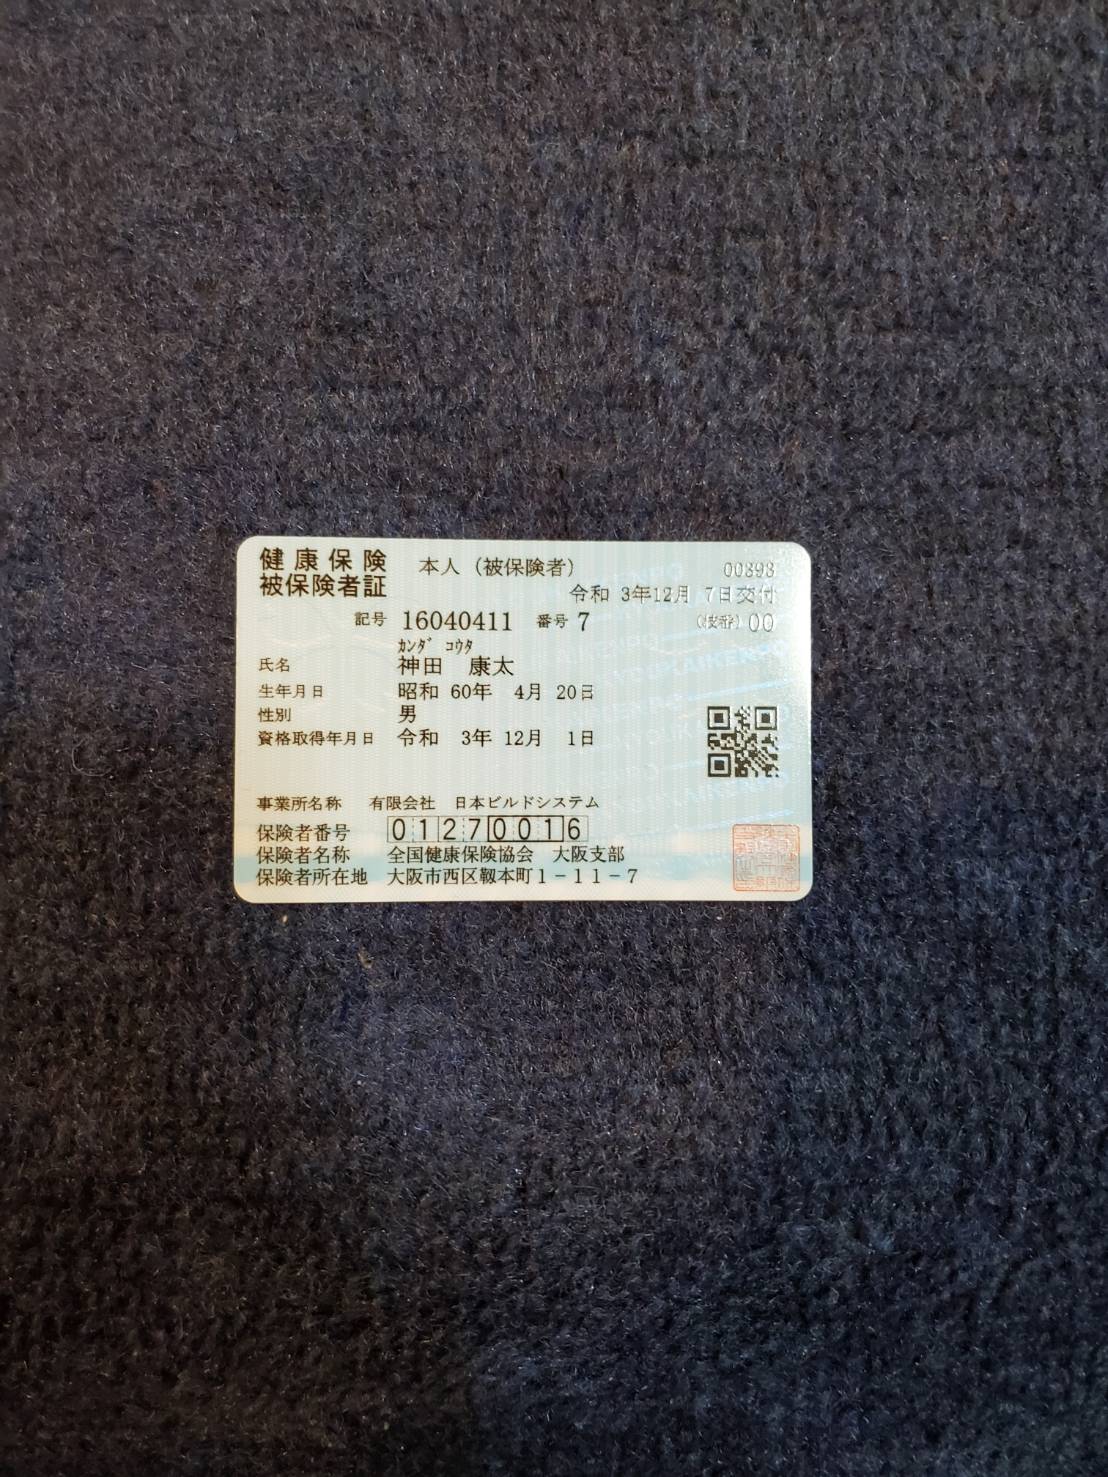 健康保険 本人（被保険者） 00898
被保険者証 令和 3年12月 7日交付
記号 16040411 番号 7 （枝番）00
ｶﾝﾀﾞ ｺｳﾀ
氏名 神田 康太
生年月日 昭和 60年 4月 20日
性別 男
資格取得年月日 令和 3年 12月 1日
事業所名称 有限会社 日本ビルドシステム
保険者番号 01270016
保険者名称 全国健康保険協会 大阪支部
保険者所在地 大阪市西区靱本町１－１１－７